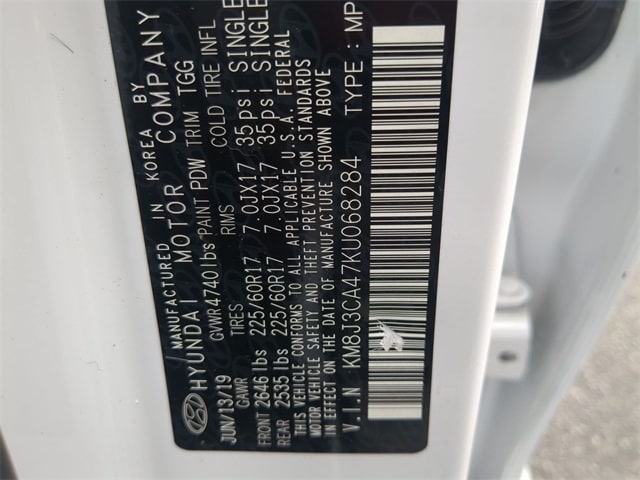 MANUFACTURED IN KOREA BY
HYUNDAI MOTOR COMPANY
JUN/13/19 GVWR 4740 lbs PAINT PDW TRIM TGG
GAWR TIRES RIMS COLD TIRE INFL
FRONT 2646 lbs 225/60R17 7.0JX17 35psi SINGLE
REAR 2535 lbs 225/60R17 7.0JX17 35psi SINGLE
THIS VEHICLE CONFORMS TO ALL APPLICABLE U.S.A. FEDERAL
MOTOR VEHICLE SAFETY AND THEFT PREVENTION STANDARDS
IN EFFECT ON THE DATE OF MANUFACTURE SHOWN ABOVE
V.I.N KM8J3CA47KU068284 TYPE : MP